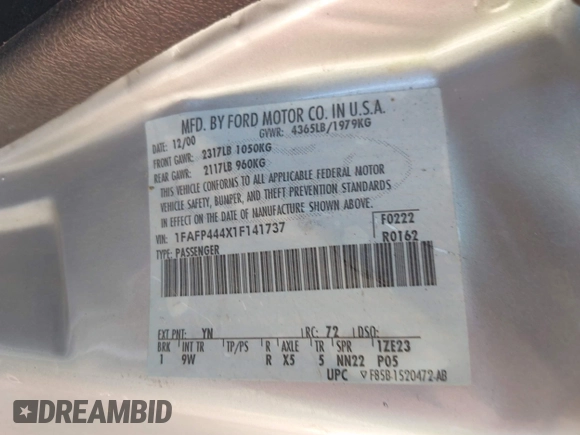 MFD. BY FORD MOTOR CO. IN U.S.A.
DATE: 12/00 GVWR: 4365LB/1979KG
FRONT GAWR: 2317LB 1050KG
REAR GAWR: 2117LB 960KG
THIS VEHICLE CONFORMS TO ALL APPLICABLE FEDERAL MOTOR
VEHICLE SAFETY, BUMPER, AND THEFT PREVENTION STANDARDS
IN EFFECT ON THE DATE OF MANUFACTURE SHOWN ABOVE.
VIN: 1FAFP444X1F141737 F0222
TYPE: PASSENGER R0162
EXT PNT: YN RC: 72 DSO:
BRK INT TR TP/PS R AXLE TR SPR 1ZE23
1 9W R X5 5 NN22 P05
UPC F85B-1520472-AB
DREAMBID